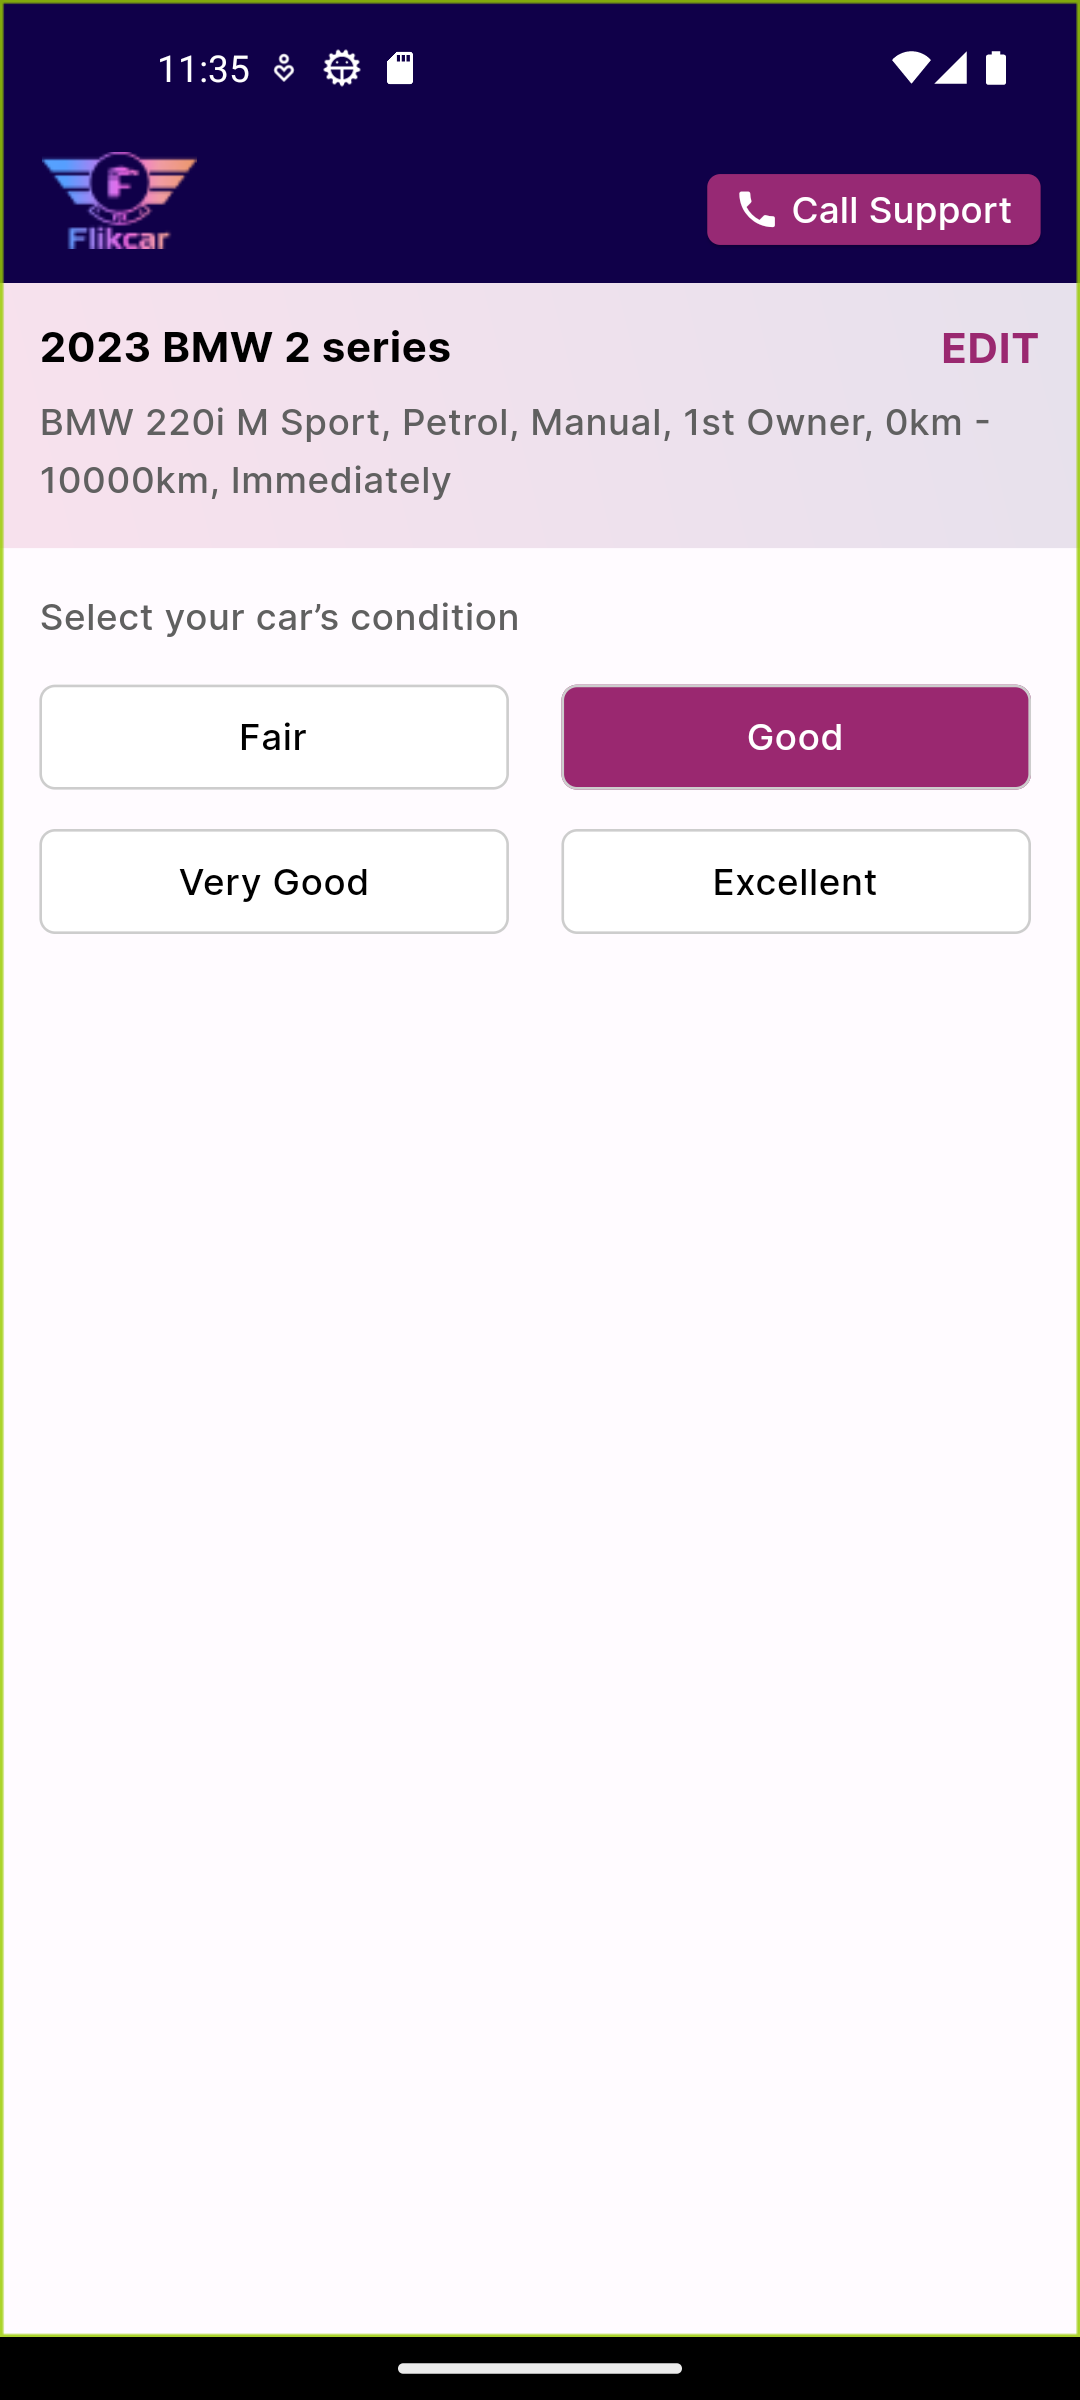 11:35
F
Flikcar
Call Support
2023 BMW 2 series
EDIT
BMW 220i M Sport, Petrol, Manual, 1st Owner, 0km -
10000km, Immediately
Select your car’s condition
Fair
Good
Very Good
Excellent